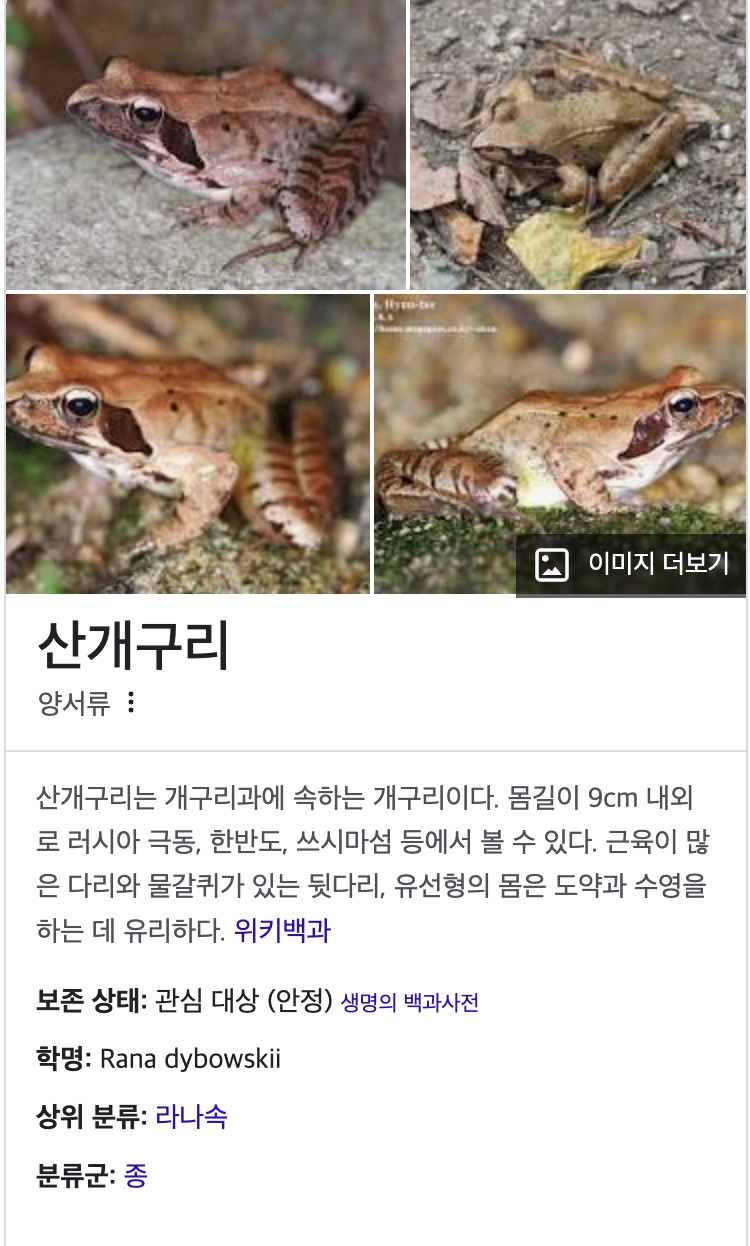 이미지 더보기
산개구리
양서류
산개구리는 개구리과에 속하는 개구리이다. 몸길이 9cm 내외
로 러시아 극동, 한반도, 쓰시마섬 등에서 볼 수 있다. 근육이 많
은 다리와 물갈퀴가 있는 뒷다리, 유선형의 몸은 도약과 수영을
하는 데 유리하다. 위키백과
보존 상태: 관심 대상 (안정) 생명의 백과사전
학명: Rana dybowskii
상위 분류: 라나속
분류군: 종